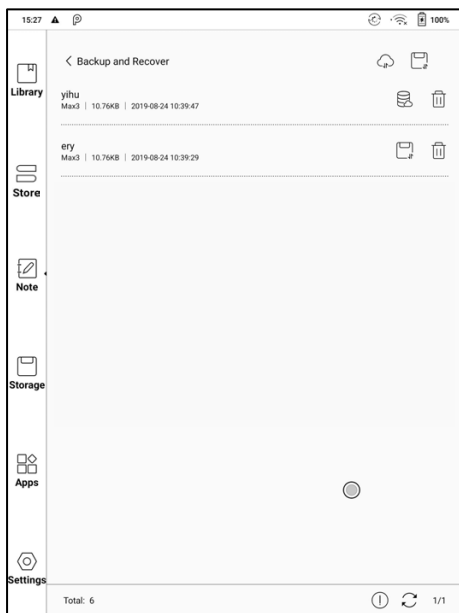 15:27
100%
Backup and Recover
yihu
Max3 | 10.76KB | 2019-08-24 10:39:47
ery
Max3 | 10.76KB | 2019-08-24 10:39:29
Library
Store
Note
Storage
Apps
Settings
Total: 6
1/1